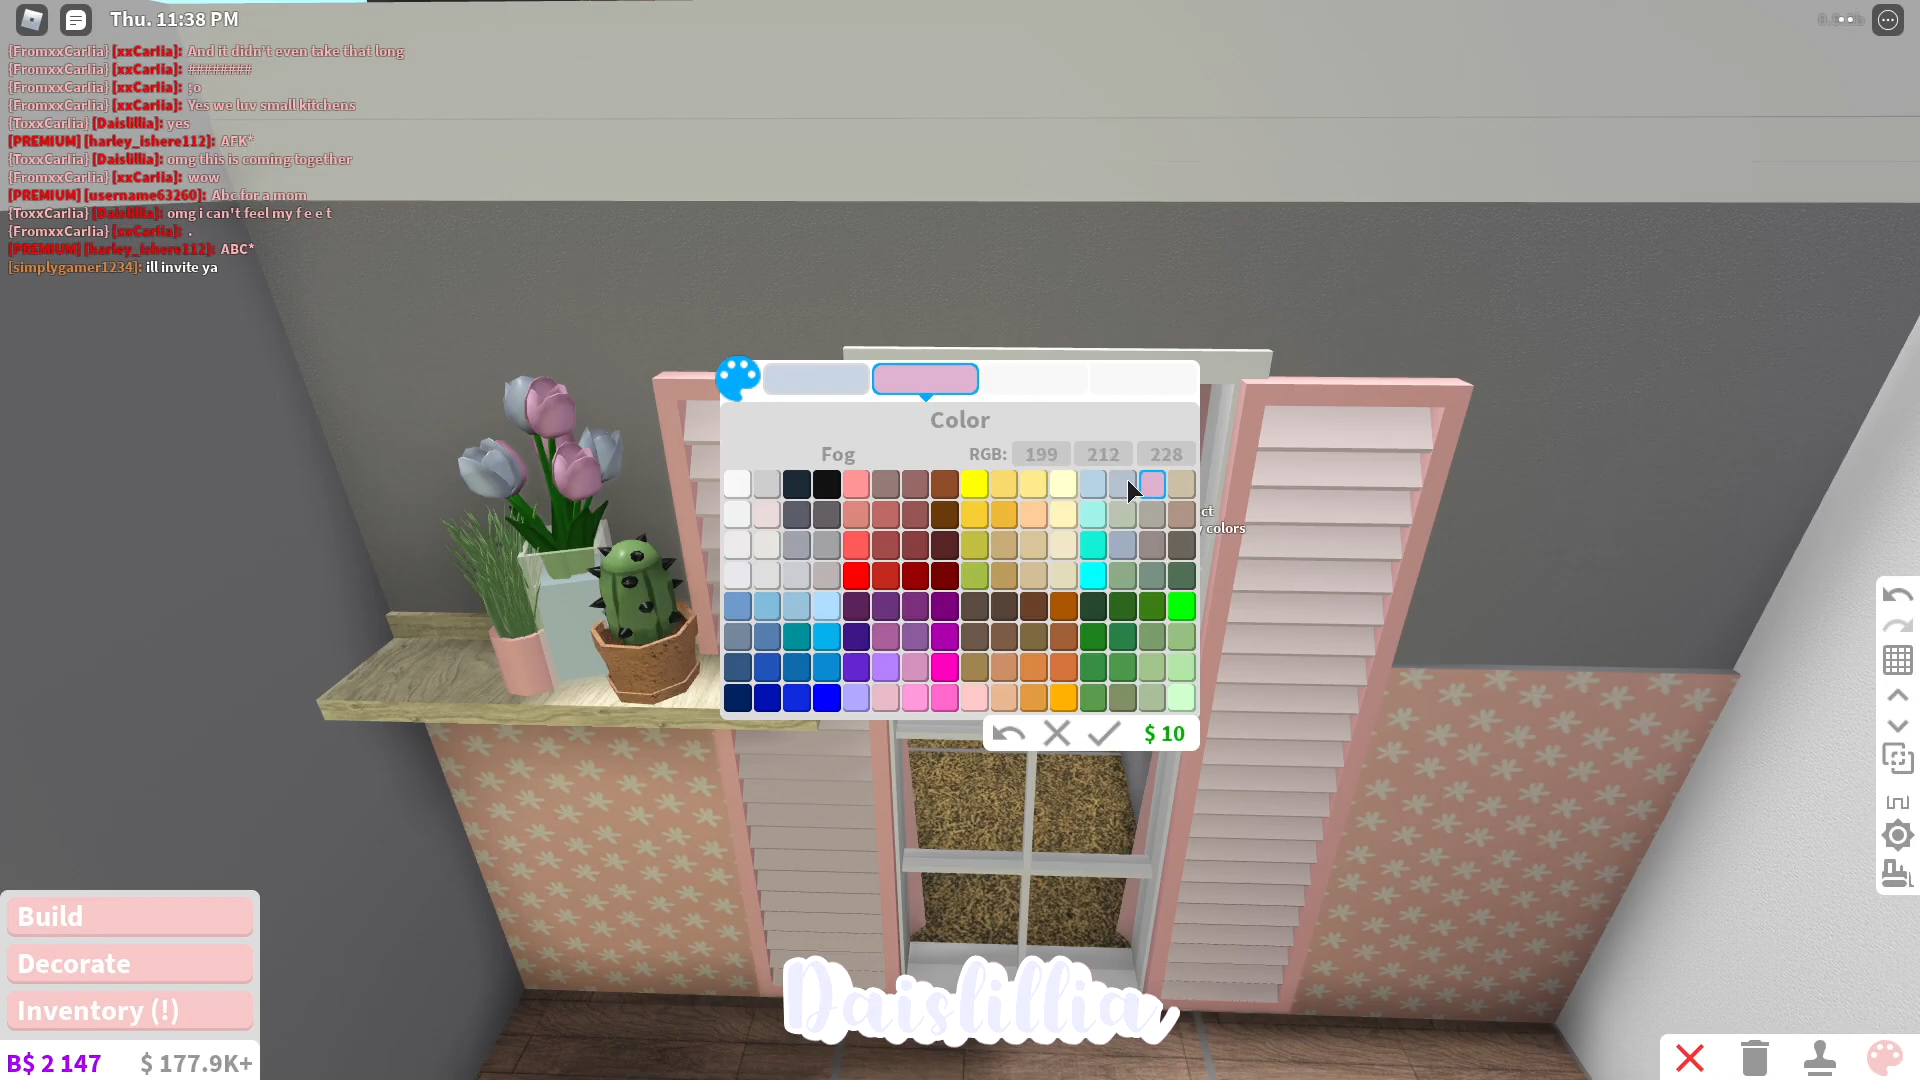 Thu. 11:38 PM
{FromxxCarlia} [xxCarlia]: And it didn't even take that long
{FromxxCarlia} [xxCarlia]: ########
{FromxxCarlia} [xxCarlia]: ;o
{FromxxCarlia} [xxCarlia]: Yes we luv small kitchens
{ToxxCarlia} [Daislillia]: yes
[PREMIUM] [harley_ishere112]: AFK*
{ToxxCarlia} [Daislillia]: omg this is coming together
{FromxxCarlia} [xxCarlia]: wow
[PREMIUM] [username63260]: Abc for a mom
{ToxxCarlia} [Daislillia]: omg i can't feel my f e e t
{FromxxCarlia} [xxCarlia]: .
[PREMIUM] [harley_ishere112]: ABC*
[simplygamer1234]: ill invite ya
Color
Fog RGB: 199 212 228
ct
colors
$ 10
Build
Decorate
Inventory (!)
B$ 2 147 $ 177.9K+
Daislillia